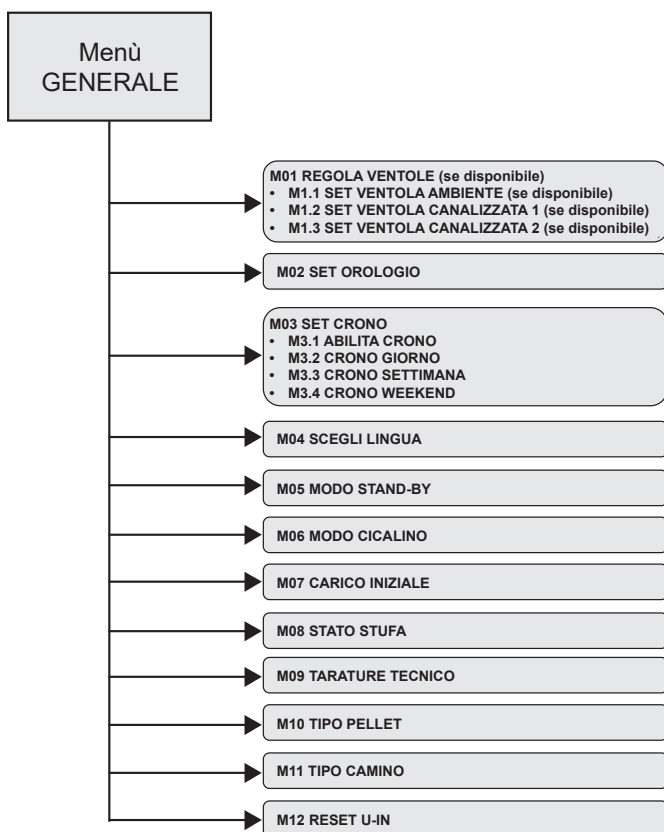 Menù
GENERALE
M01 REGOLA VENTOLE (se disponibile)
• M1.1 SET VENTOLA AMBIENTE (se disponibile)
• M1.2 SET VENTOLA CANALIZZATA 1 (se disponibile)
• M1.3 SET VENTOLA CANALIZZATA 2 (se disponibile)
M02 SET OROLOGIO
M03 SET CRONO
• M3.1 ABILITA CRONO
• M3.2 CRONO GIORNO
• M3.3 CRONO SETTIMANA
• M3.4 CRONO WEEKEND
M04 SCEGLI LINGUA
M05 MODO STAND-BY
M06 MODO CICALINO
M07 CARICO INIZIALE
M08 STATO STUFA
M09 TARATURE TECNICO
M10 TIPO PELLET
M11 TIPO CAMINO
M12 RESET U-IN